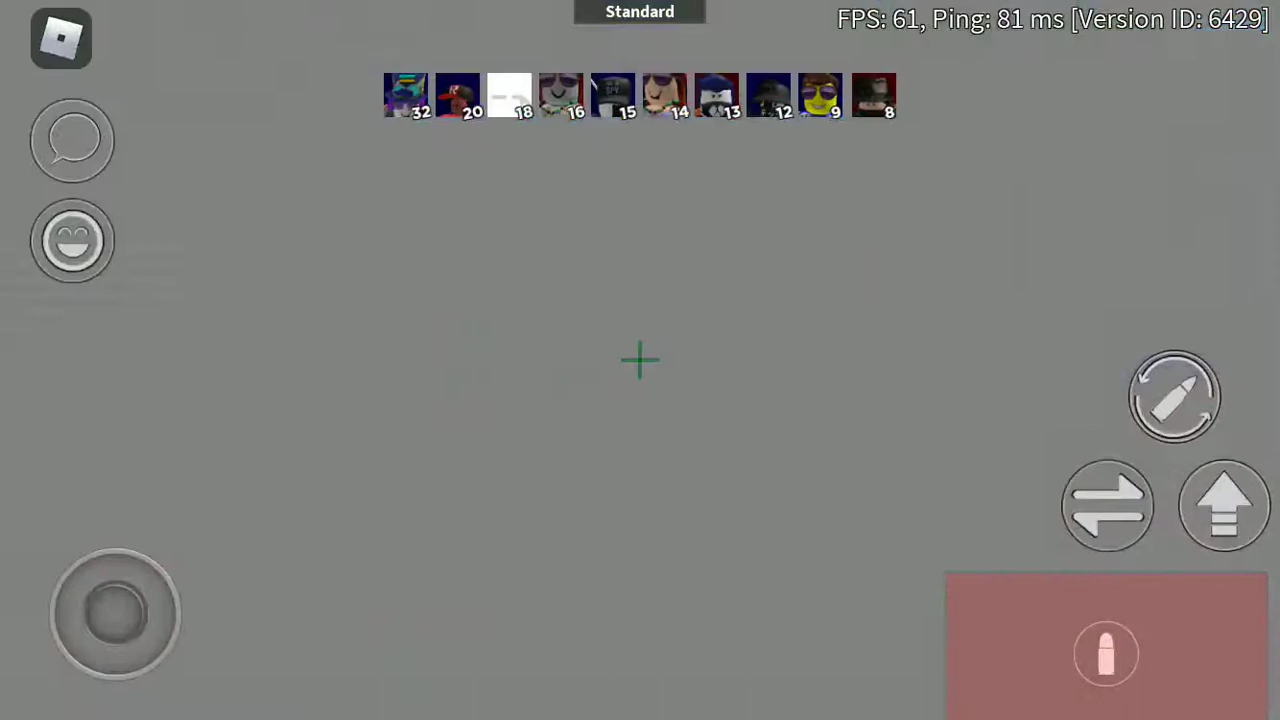 Standard
FPS: 61, Ping: 81 ms [Version ID: 6429]
32 20 18 16 15 14 13 12 9 8